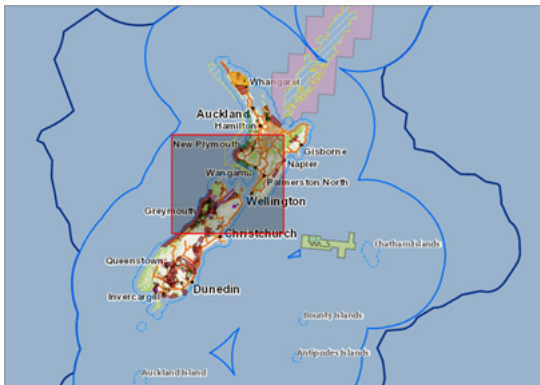 Whangarei
Auckland
Hamilton
New Plymouth
Gisborne
Napier
Wanganui
Palmerston North
Wellington
Greymouth
Christchurch
Chatham Islands
Queenstown
Dunedin
Invercargill
Bounty Islands
Antipodes Islands
Auckland Island